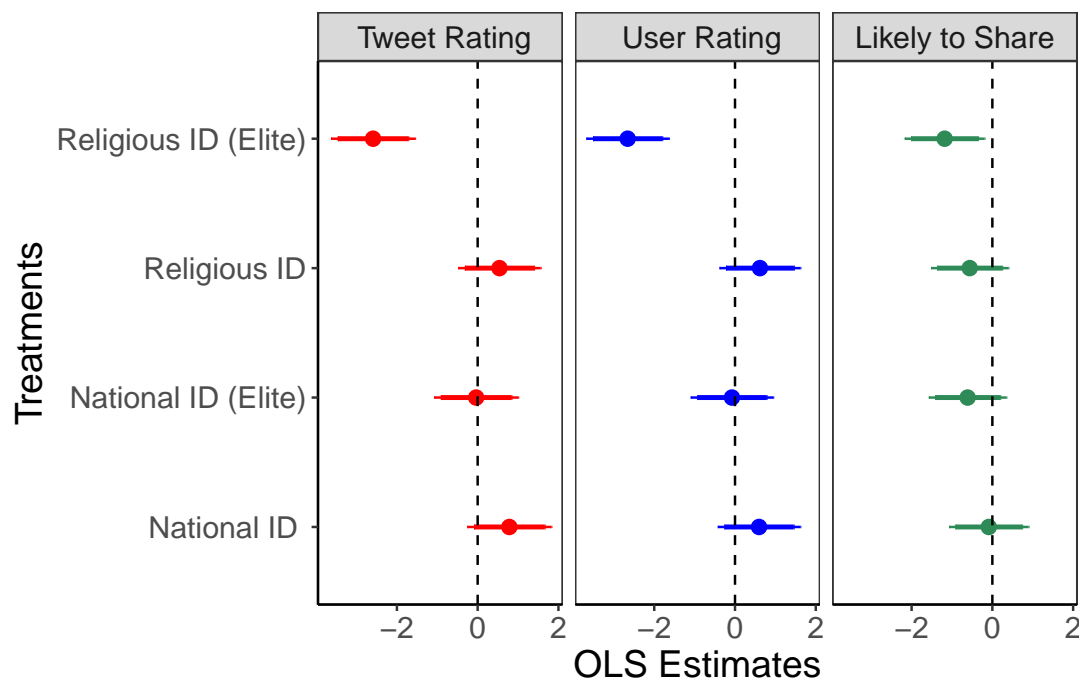 Tweet Rating User Rating Likely to Share
Religious ID (Elite)
Religious ID
National ID (Elite)
National ID
Treatments
−2 0 2 −2 0 2 −2 0 2
OLS Estimates